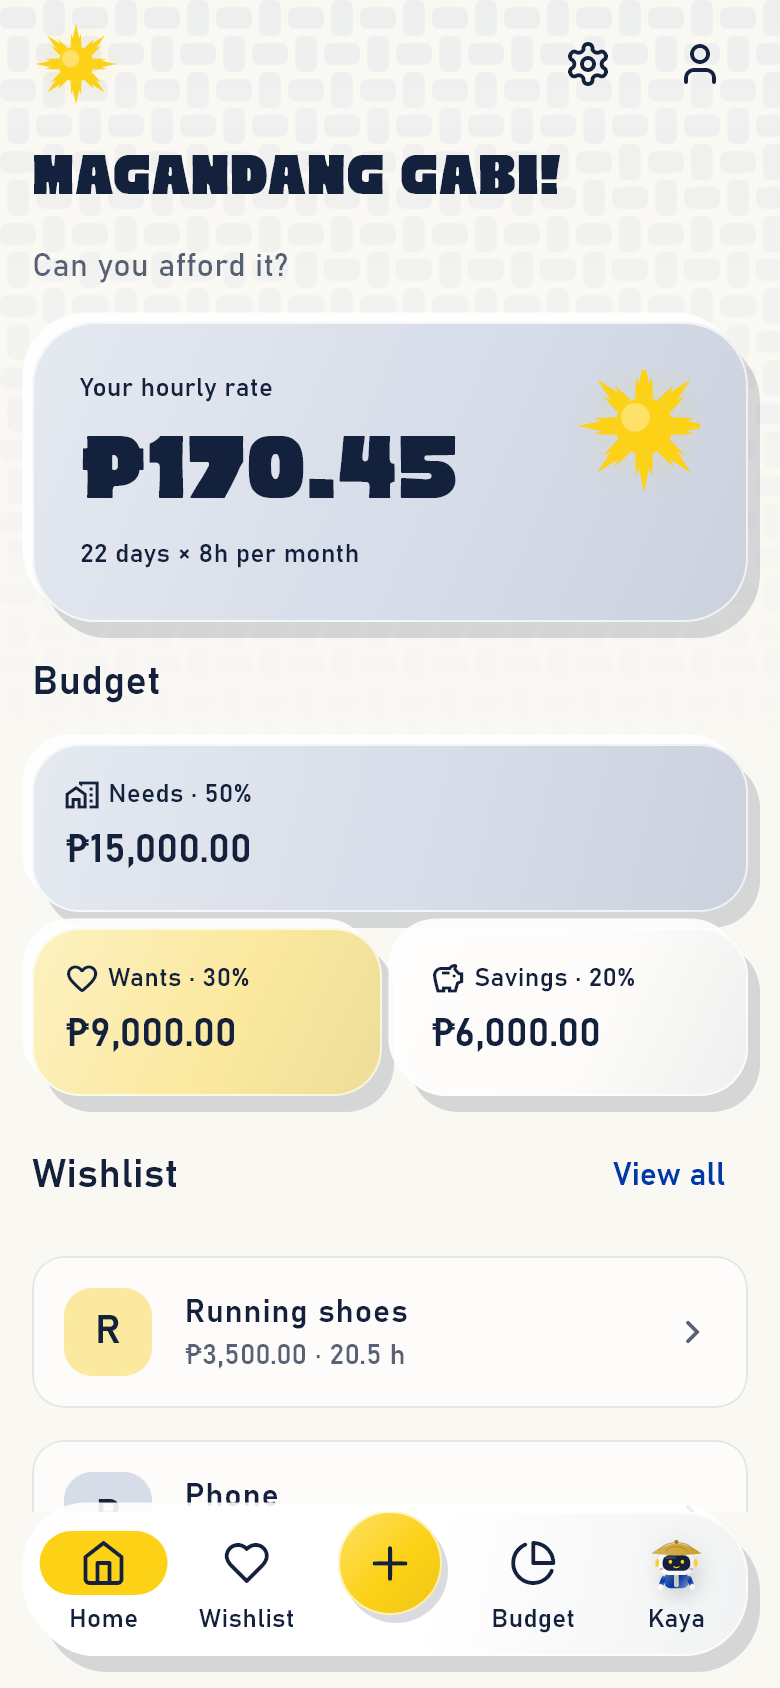 MAGANDANG GABI!
Can you afford it?
Your hourly rate
₱170.45
22 days × 8h per month
Budget
Needs · 50%
₱15,000.00
Wants · 30%
₱9,000.00
Savings · 20%
₱6,000.00
Wishlist
View all
R
Running shoes
₱3,500.00 · 20.5 h
Phone
Home
Wishlist
Budget
Kaya